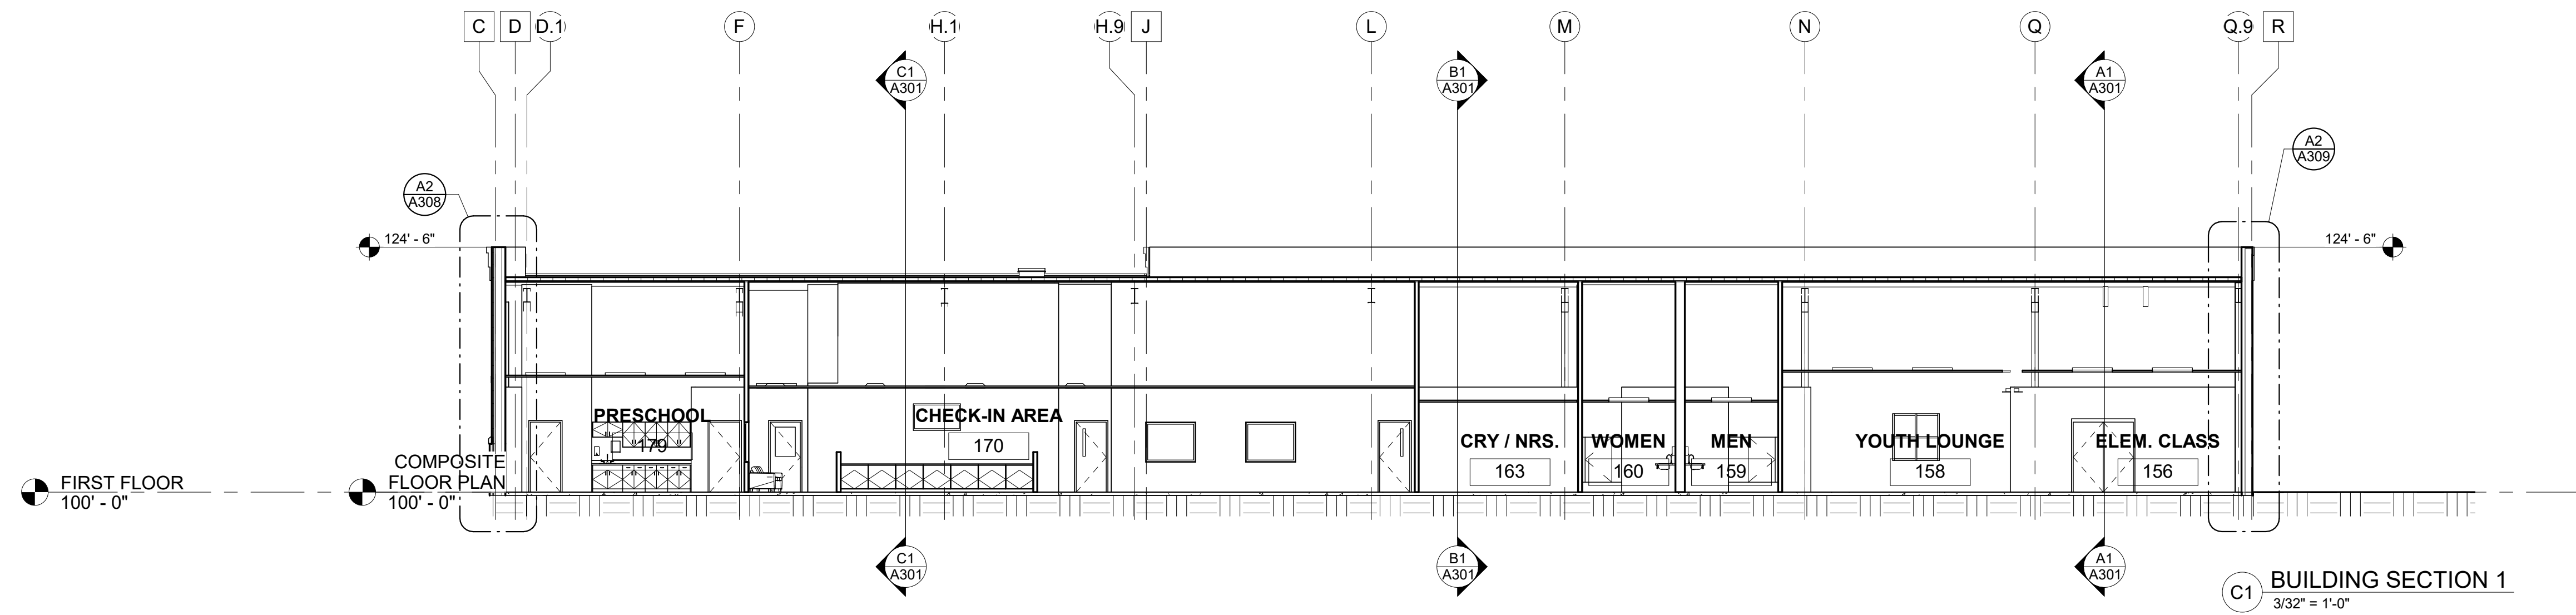 C
D
D.1
F
H.1
H.9
J
L
M
N
Q
Q.9
R
C1
A301
B1
A301
A1
A301
A2
A308
A2
A309
124' - 6"
124' - 6"
PRESCHOOL
179
CHECK-IN AREA
170
CRY / NRS.
163
WOMEN
160
MEN
159
YOUTH LOUNGE
158
ELEM. CLASS
156
FIRST FLOOR
100' - 0"
COMPOSITE
FLOOR PLAN
100' - 0"
C1
A301
B1
A301
A1
A301
C1
BUILDING SECTION 1
3/32" = 1'-0"